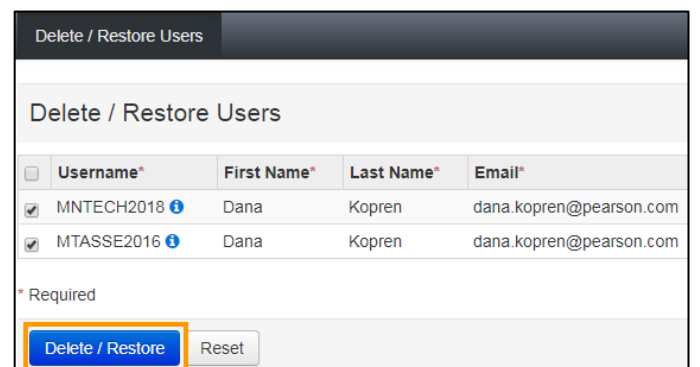 Delete / Restore Users
Delete / Restore Users
Username* First Name* Last Name* Email*
MNTECH2018 Dana Kopren dana.kopren@pearson.com
MTASSE2016 Dana Kopren dana.kopren@pearson.com
* Required
Delete / Restore Reset